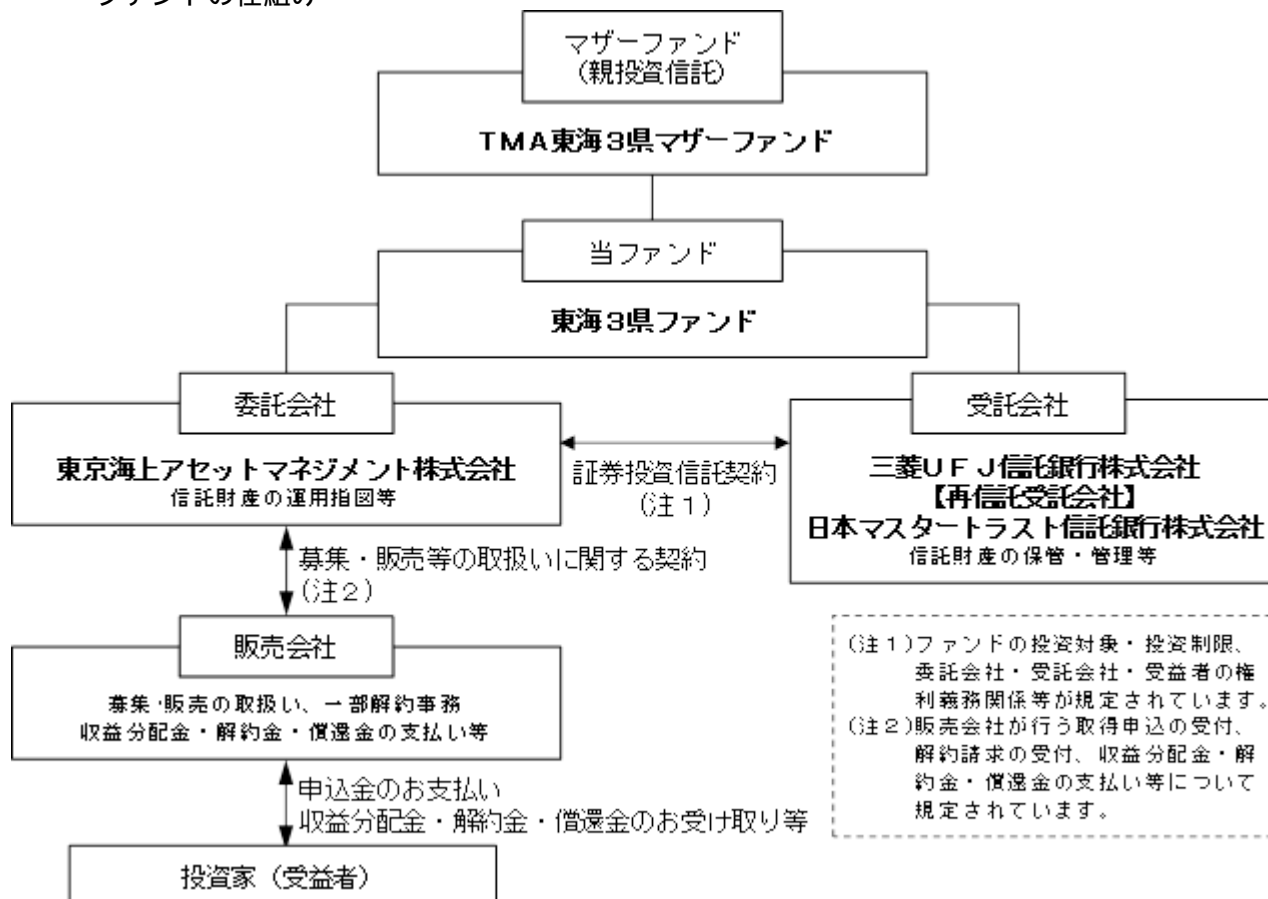 ファンドの仕組み
マザーファンド
(親投資信託)
TMA東海3県マザーファンド
当ファンド
東海3県ファンド
委託会社
東京海上アセットマネジメント株式会社
信託財産の運用指図等
証券投資信託契約
(注1)
受託会社
三菱UFJ信託銀行株式会社
【再信託受託会社】
日本マスタートラスト信託銀行株式会社
信託財産の保管・管理等
募集・販売等の取扱いに関する契約
(注2)
販売会社
募集・販売の取扱い、一部解約事務
収益分配金・解約金・償還金の支払い等
申込金のお支払い
収益分配金・解約金・償還金のお受け取り等
投資家(受益者)
(注1)ファンドの投資対象・投資制限、
委託会社・受託会社・受益者の権
利義務関係等が規定されています。
(注2)販売会社が行う取得申込の受付、
解約請求の受付、収益分配金・解
約金・償還金の支払い等について
規定されています。